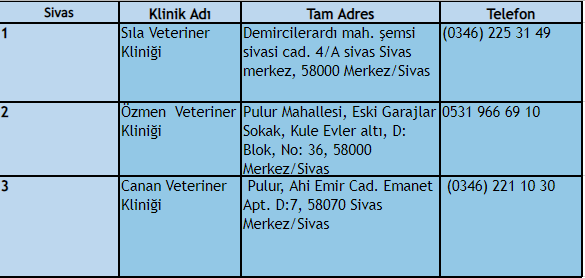 Sivas Klinik Adı Tam Adres Telefon
1 Sıla Veteriner Demircilerardı mah. şemsi (0346) 225 31 49
Kliniği sivasi cad. 4/A sivas Sivas
merkez, 58000 Merkez/Sivas
2 Özmen Veteriner Pulur Mahallesi, Eski Garajlar 0531 966 69 10
Kliniği Sokak, Kule Evler altı, D:
Blok, No: 36, 58000
Merkez/Sivas
3 Canan Veteriner Pulur, Ahi Emir Cad. Emanet (0346) 221 10 30
Kliniği Apt. D:7, 58070 Sivas
Merkez/Sivas